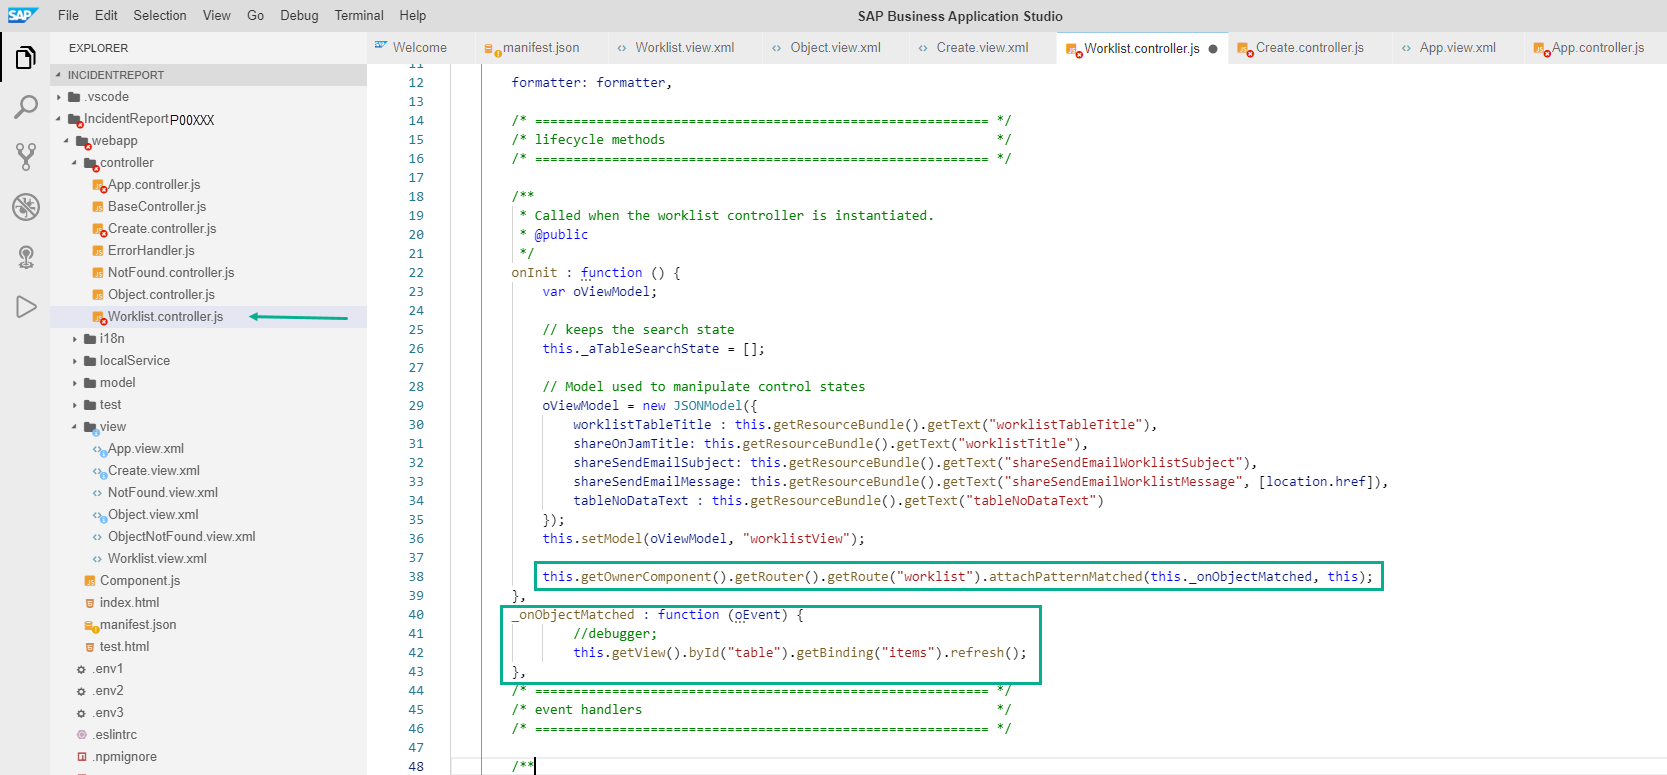 SAP File Edit Selection View Go Debug Terminal Help SAP Business Application Studio
EXPLORER
INCIDENTREPORT
.vscode
IncidentReportP00XXX
webapp
controller
App.controller.js
BaseController.js
Create.controller.js
ErrorHandler.js
NotFound.controller.js
Object.controller.js
Worklist.controller.js
i18n
localService
model
test
view
App.view.xml
Create.view.xml
NotFound.view.xml
Object.view.xml
ObjectNotFound.view.xml
Worklist.view.xml
Component.js
index.html
manifest.json
test.html
.env1
.env2
.env3
.eslintrc
.npmignore
Welcome manifest.json Worklist.view.xml Object.view.xml Create.view.xml Worklist.controller.js Create.controller.js App.view.xml App.controller.js
11
12 formatter: formatter,
13
14 /* =========================================================== */
15 /* lifecycle methods */
16 /* =========================================================== */
17
18 /**
19 * Called when the worklist controller is instantiated.
20 * @public
21 */
22 onInit : function () {
23 var oViewModel;
24
25 // keeps the search state
26 this._aTableSearchState = [];
27
28 // Model used to manipulate control states
29 oViewModel = new JSONModel({
30 worklistTableTitle : this.getResourceBundle().getText("worklistTableTitle"),
31 shareOnJamTitle: this.getResourceBundle().getText("worklistTitle"),
32 shareSendEmailSubject: this.getResourceBundle().getText("shareSendEmailWorklistSubject"),
33 shareSendEmailMessage: this.getResourceBundle().getText("shareSendEmailWorklistMessage", [location.href]),
34 tableNoDataText : this.getResourceBundle().getText("tableNoDataText")
35 });
36 this.setModel(oViewModel, "worklistView");
37
38 this.getOwnerComponent().getRouter().getRoute("worklist").attachPatternMatched(this._onObjectMatched, this);
39 },
40 _onObjectMatched : function (oEvent) {
41 //debugger;
42 this.getView().byId("table").getBinding("items").refresh();
43 },
44 /* =========================================================== */
45 /* event handlers */
46 /* =========================================================== */
47
48 /**